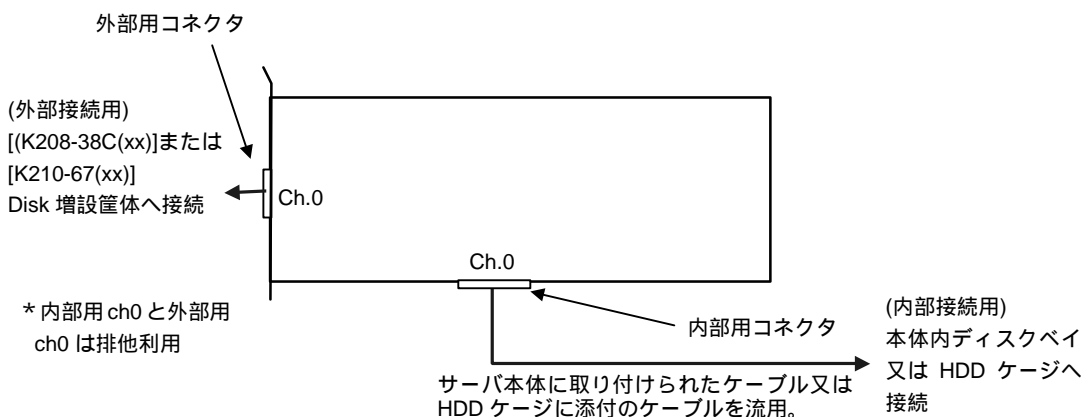 外部用コネクタ
(外部接続用)
[(K208-38C(xx)]または
[K210-67(xx)]
Disk 増設筐体へ接続
Ch.0
Ch.0
*内部用 ch0 と外部用
ch0 は排他利用
内部用コネクタ
(内部接続用)
本体内ディスクベイ
又は HDD ケージへ
接続
サーバ本体に取り付けられたケーブル又は
HDD ケージに添付のケーブルを流用。